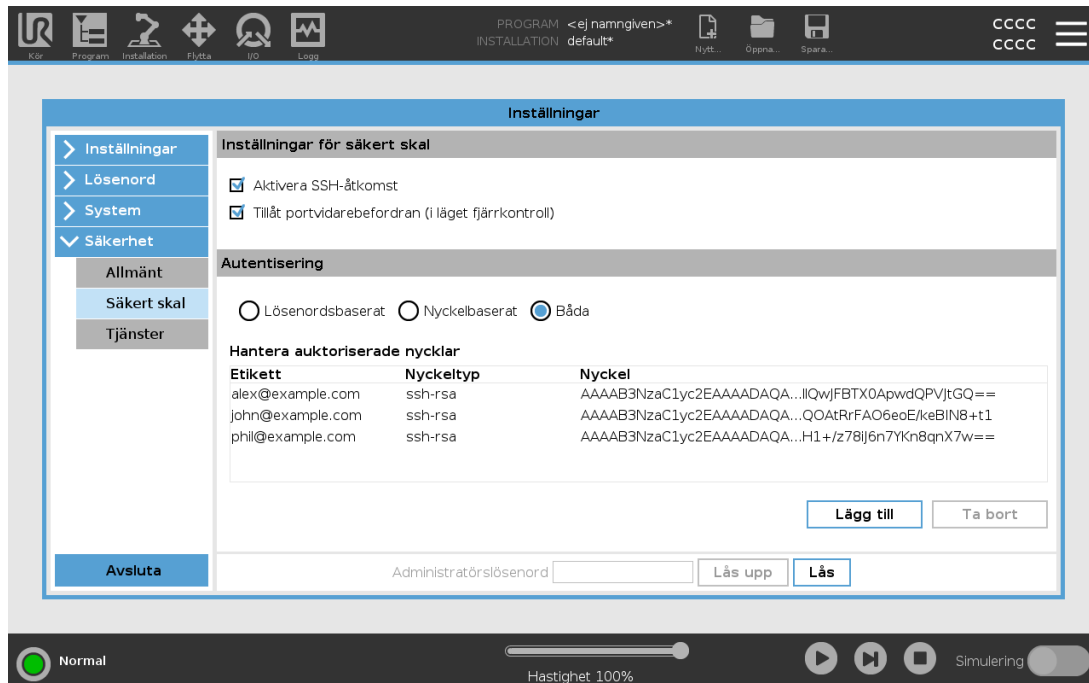 PROGRAM <ej namngiven>*
INSTALLATION default*
CCCC
CCCC
Kör Program Installation Flytta I/O Logg Nytt... Öppna... Spara...
Inställningar
Inställningar
Lösenord
System
Säkerhet
Allmänt
Säkert skal
Tjänster
Avsluta
Inställningar för säkert skal
Aktivera SSH-åtkomst
Tillåt portvidarebefordran (i läget fjärrkontroll)
Autentisering
Lösenordsbaserat Nyckelbaserat Båda
Hantera auktoriserade nycklar
Etikett Nyckeltyp Nyckel
alex@example.com ssh-rsa AAAAB3NzaC1yc2EAAAADAQA...IIQwJFBTX0ApwdQPVJtGQ==
john@example.com ssh-rsa AAAAB3NzaC1yc2EAAAADAQA...QOAtRrFAO6eoE/keBIN8+t1
phil@example.com ssh-rsa AAAAB3NzaC1yc2EAAAADAQA...H1+/z78iJ6n7YKn8qnX7w==
Lägg till Ta bort
Administratörslösenord Lås upp Lås
Normal
Hastighet 100%
Simulering